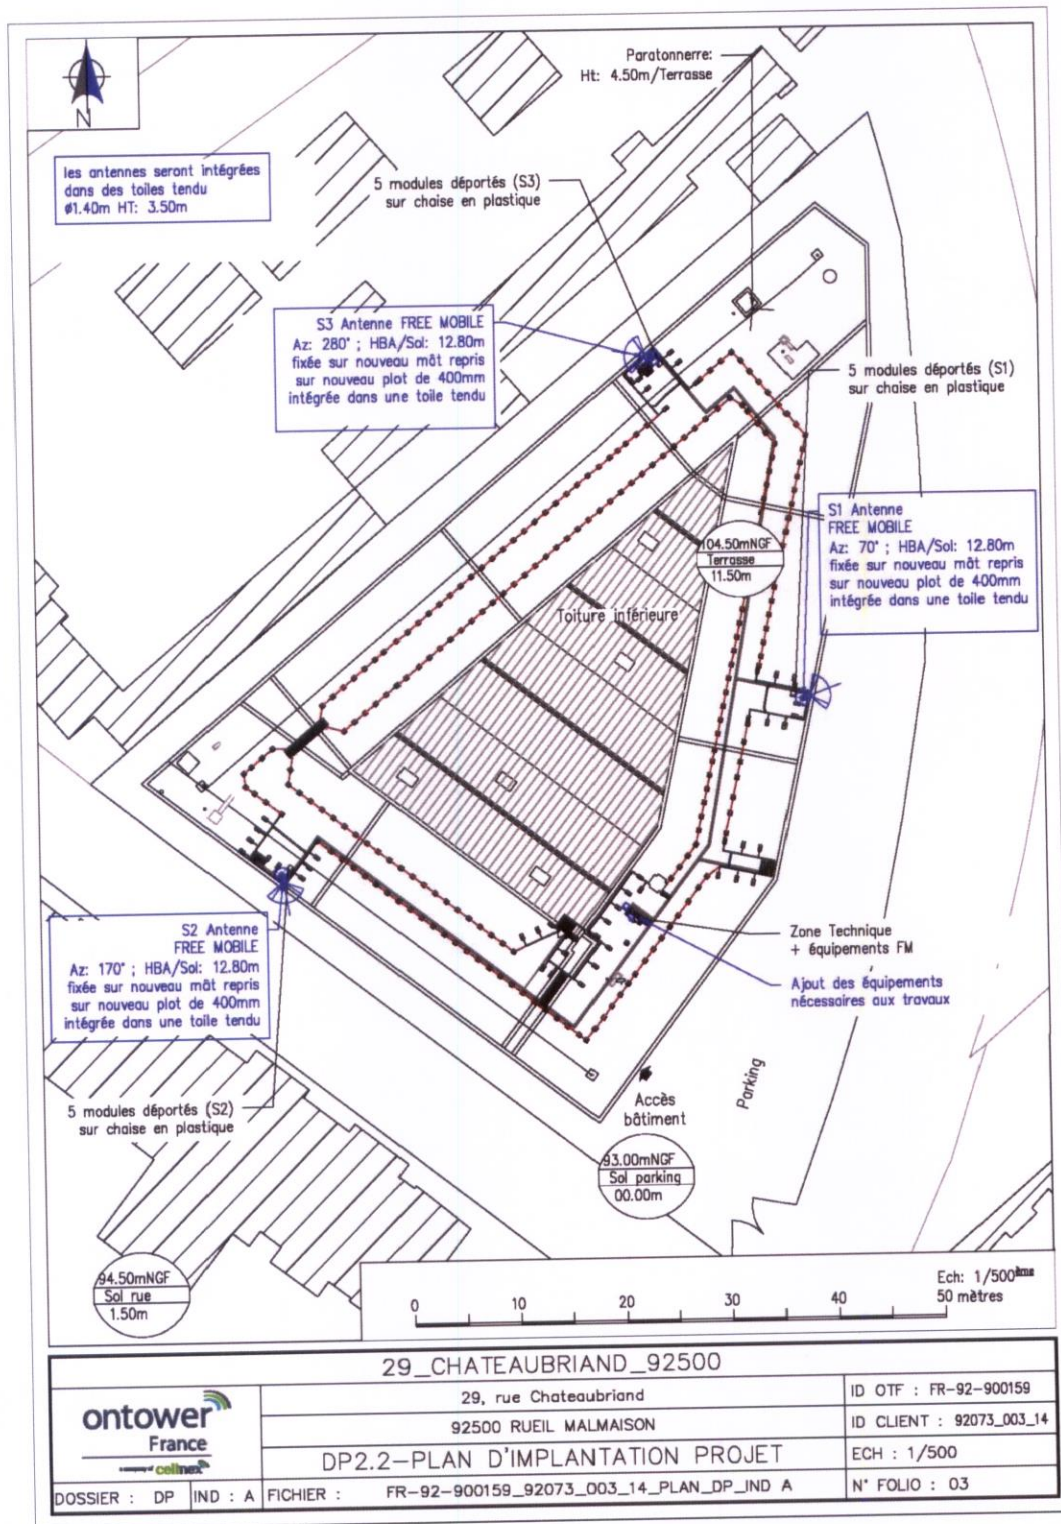 N
Paratonnerre:
Ht: 4.50m/Terrasse
les antennes seront intégrées
dans des toiles tendu
ø1.40m HT: 3.50m
5 modules déportés (S3)
sur chaise en plastique
S3 Antenne FREE MOBILE
Az: 280° ; HBA/Sol: 12.80m
fixée sur nouveau mât repris
sur nouveau plot de 400mm
intégrée dans une toile tendu
5 modules déportés (S1)
sur chaise en plastique
S1 Antenne
FREE MOBILE
Az: 70° ; HBA/Sol: 12.80m
fixée sur nouveau mât repris
sur nouveau plot de 400mm
intégrée dans une toile tendu
104.50mNGF
Terrasse
11.50m
Toiture inférieure
S2 Antenne
FREE MOBILE
Az: 170° ; HBA/Sol: 12.80m
fixée sur nouveau mât repris
sur nouveau plot de 400mm
intégrée dans une toile tendu
Zone Technique
+ équipements FM
Ajout des équipements
nécessaires aux travaux
5 modules déportés (S2)
sur chaise en plastique
Accès
bâtiment
Parking
93.00mNGF
Sol parking
00.00m
94.50mNGF
Sol rue
1.50m
Ech: 1/500ème
0 10 20 30 40 50 mètres
29_CHATEAUBRIAND_92500
ontower
France
a company of cellnex
29, rue Chateaubriand
92500 RUEIL MALMAISON
DP2.2-PLAN D'IMPLANTATION PROJET
ID OTF : FR-92-900159
ID CLIENT : 92073_003_14
ECH : 1/500
DOSSIER : DP IND : A FICHIER : FR-92-900159_92073_003_14_PLAN_DP_IND A N° FOLIO : 03